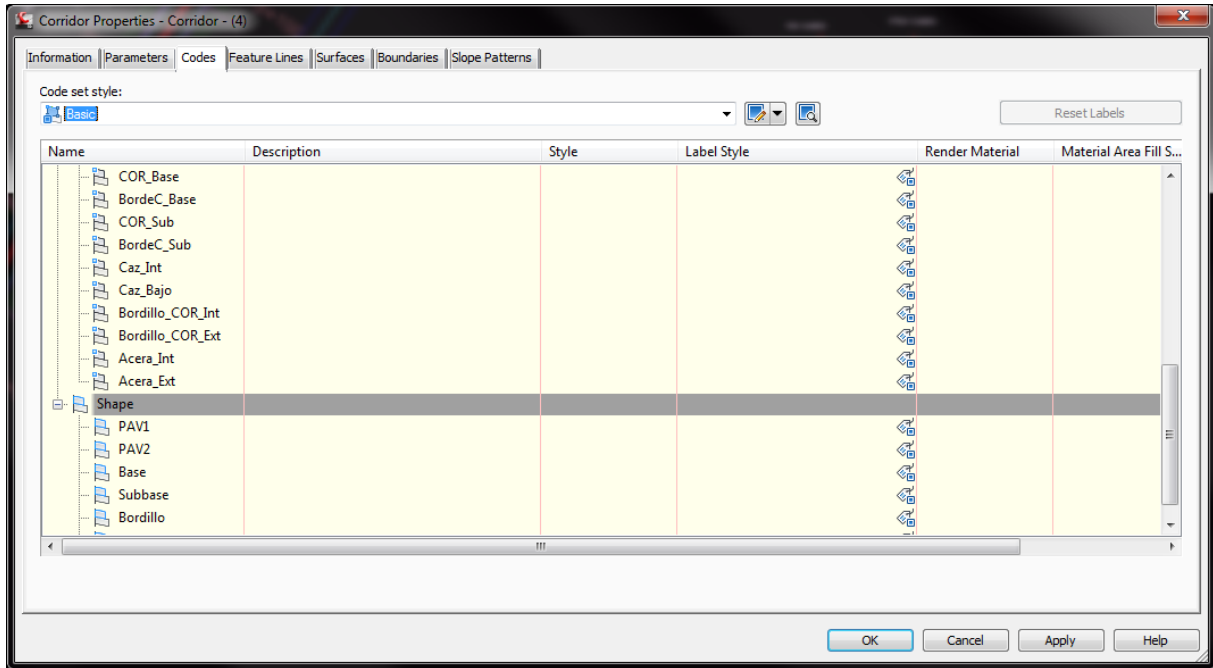 Corridor Properties - Corridor - (4)
Information Parameters Codes Feature Lines Surfaces Boundaries Slope Patterns
Code set style:
Basic
Reset Labels
Name Description Style Label Style Render Material Material Area Fill S...
COR_Base
BordeC_Base
COR_Sub
BordeC_Sub
Caz_Int
Caz_Bajo
Bordillo_COR_Int
Bordillo_COR_Ext
Acera_Int
Acera_Ext
Shape
PAV1
PAV2
Base
Subbase
Bordillo
OK Cancel Apply Help